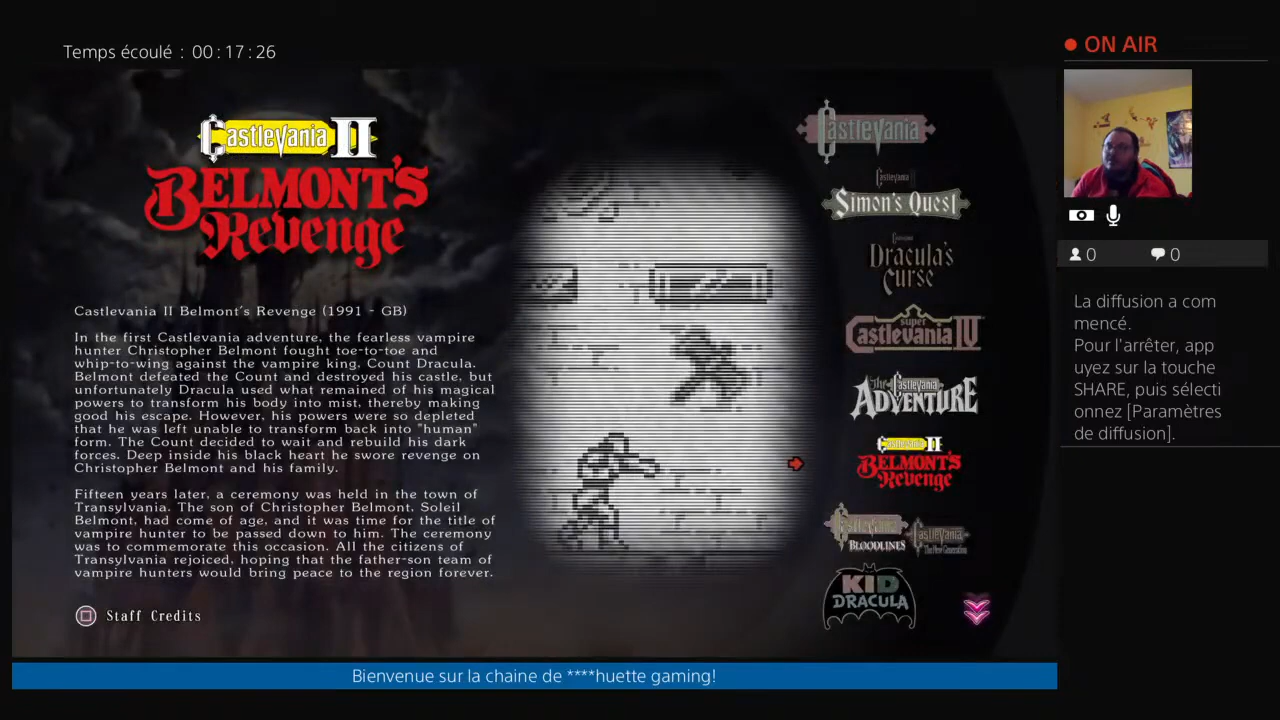 Temps écoulé : 00:17:26
ON AIR
Castlevania II
BELMONT'S
Revenge
Castlevania II Belmont's Revenge (1991 - GB)
In the first Castlevania adventure, the fearless vampire
hunter Christopher Belmont fought toe-to-toe and
whip-to-wing against the vampire king, Count Dracula.
Belmont defeated the Count and destroyed his castle, but
unfortunately Dracula used what remained of his magical
powers to transform his body into mist, thereby making
good his escape. However, his powers were so depleted
that he was left unable to transform back into "human"
form. The Count decided to wait and rebuild his dark
forces. Deep inside his black heart he swore revenge on
Christopher Belmont and his family.
Fifteen years later, a ceremony was held in the town of
Transylvania. The son of Christopher Belmont, Soleil
Belmont, had come of age, and it was time for the title of
vampire hunter to be passed down to him. The ceremony
was to commemorate this occasion. All the citizens of
Transylvania rejoiced, hoping that the father-son team of
vampire hunters would bring peace to the region forever.
Staff Credits
Castlevania
Castlevania II
Simon's Quest
Castlevania
Dracula's
Curse
Super
Castlevania IV
The Castlevania
ADVENTURE
Castlevania II
BELMONT'S
Revenge
Castlevania
BLOODLINES
Castlevania
The New Generation
KID
DRACULA
0 0
La diffusion a com
mencé.
Pour l'arrêter, app
uyez sur la touche
SHARE, puis sélecti
onnez [Paramètres
de diffusion].
Bienvenue sur la chaine de ****huette gaming!